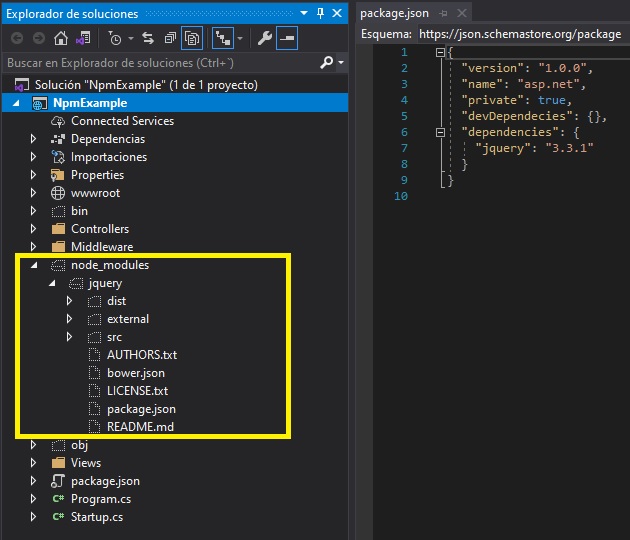 Explorador de soluciones
Buscar en Explorador de soluciones (Ctrl+¨)
Solución "NpmExample" (1 de 1 proyecto)
NpmExample
Connected Services
Dependencias
Importaciones
Properties
wwwroot
bin
Controllers
Middleware
node_modules
jquery
dist
external
src
AUTHORS.txt
bower.json
LICENSE.txt
package.json
README.md
obj
Views
package.json
C# Program.cs
C# Startup.cs
package.json
Esquema: https://json.schemastore.org/package
1 {
2 "version": "1.0.0",
3 "name": "asp.net",
4 "private": true,
5 "devDependecies": {},
6 "dependencies": {
7 "jquery": "3.3.1"
8 }
9 }
10